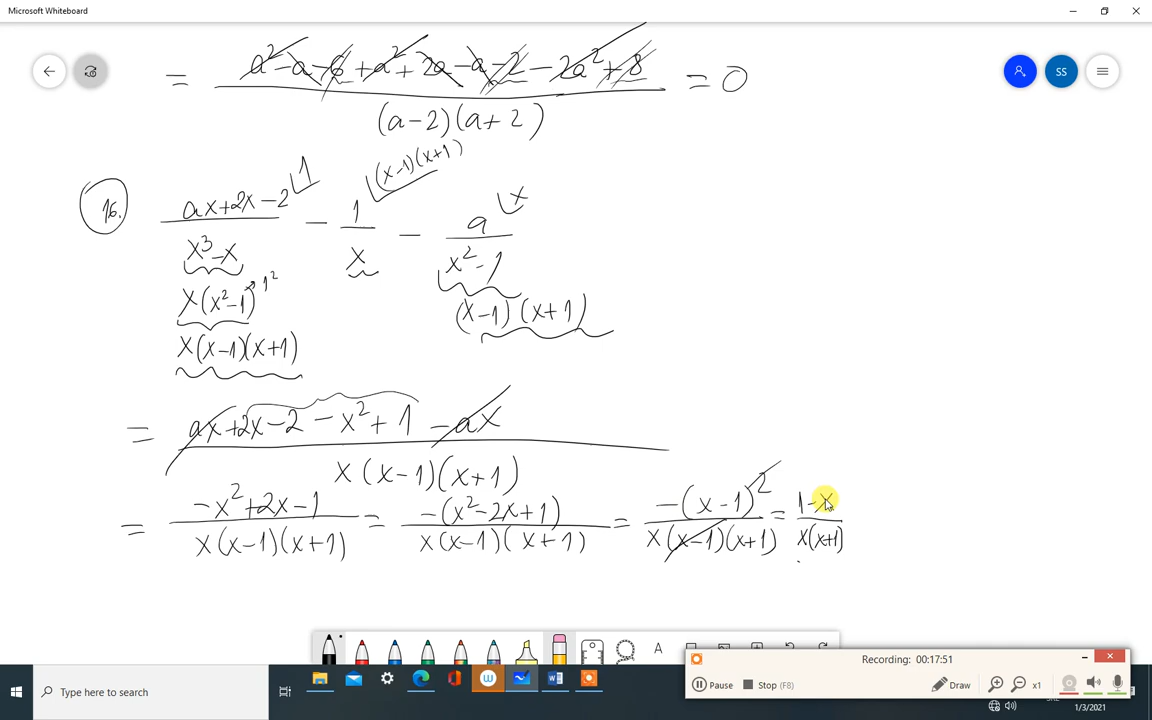 Microsoft Whiteboard
= (a² - a - 6 + a² + 2a - a - 2 - 2a² + 8) / ((a-2)(a+2)) = 0
SS
16. (ax+2x-2) / (x³-x) - 1/x - a/(x²-1)
1 (x-1)(x+1) x
x(x²-1) 1² (x-1)(x+1)
x(x-1)(x+1)
= (ax+2x-2-x²+1-ax) / (x(x-1)(x+1))
= (-x²+2x-1) / (x(x-1)(x+1)) = (-(x²-2x+1)) / (x(x-1)(x+1)) = (-(x-1)²) / (x(x-1)(x+1)) = (1-x) / (x(x+1))
A
Recording: 00:17:51
Pause Stop (F8) Draw x1
Type here to search
1/3/2021